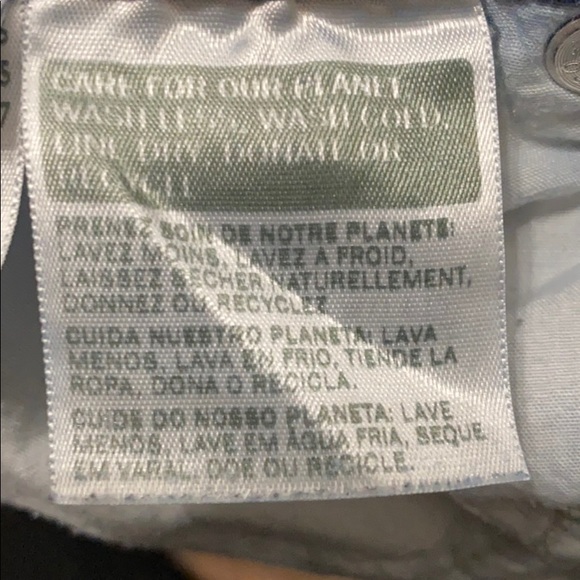 CARE FOR OUR PLANET
WASH LESS, WASH COLD,
LINE DRY, DONATE OR
RECYCLE
PRENEZ SOIN DE NOTRE PLANETE:
LAVEZ MOINS, LAVEZ À FROID,
LAISSEZ SÉCHER NATURELLEMENT,
DONNEZ OU RECYCLEZ
CUIDA NUESTRO PLANETA: LAVA
MENOS, LAVA EN FRIO, TIENDE LA
ROPA, DONA O RECICLA.
CUIDE DO NOSSO PLANETA: LAVE
MENOS, LAVE EM ÁGUA FRIA, SEQUE
EM VARAL, DOE OU RECICLE.